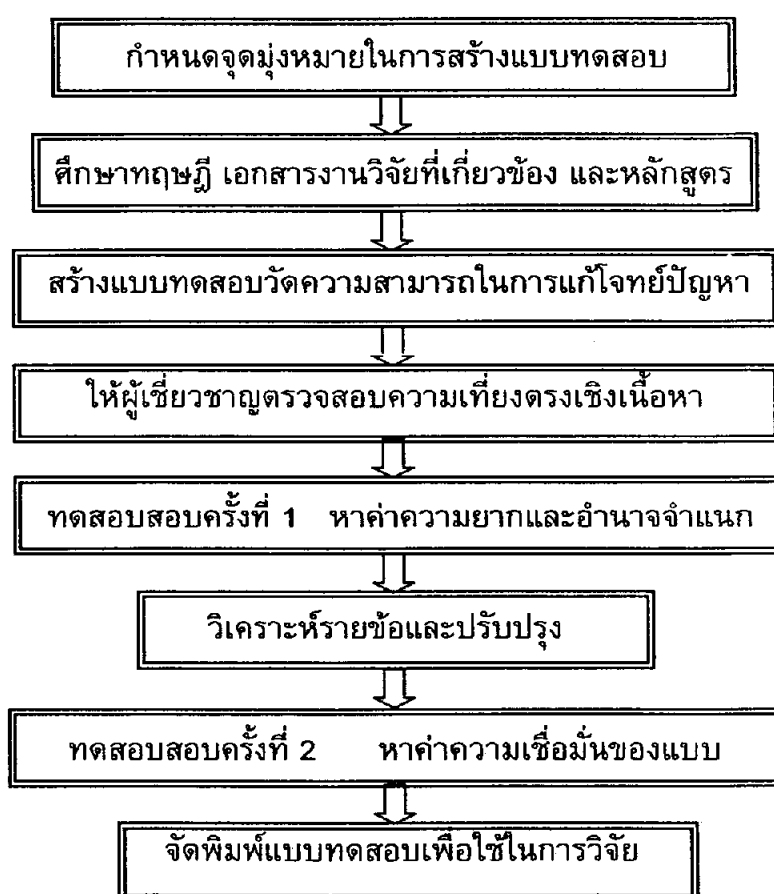 กำหนดจุดมุ่งหมายในการสร้างแบบทดสอบ
ศึกษาทฤษฎี เอกสารงานวิจัยที่เกี่ยวข้อง และหลักสูตร
สร้างแบบทดสอบวัดความสามารถในการแก้โจทย์ปัญหา
ให้ผู้เชี่ยวชาญตรวจสอบความเที่ยงตรงเชิงเนื้อหา
ทดสอบสอบครั้งที่ 1 หาค่าความยากและอำนาจจำแนก
วิเคราะห์รายข้อและปรับปรุง
ทดสอบสอบครั้งที่ 2 หาค่าความเชื่อมั่นของแบบ
จัดพิมพ์แบบทดสอบเพื่อใช้ในการวิจัย